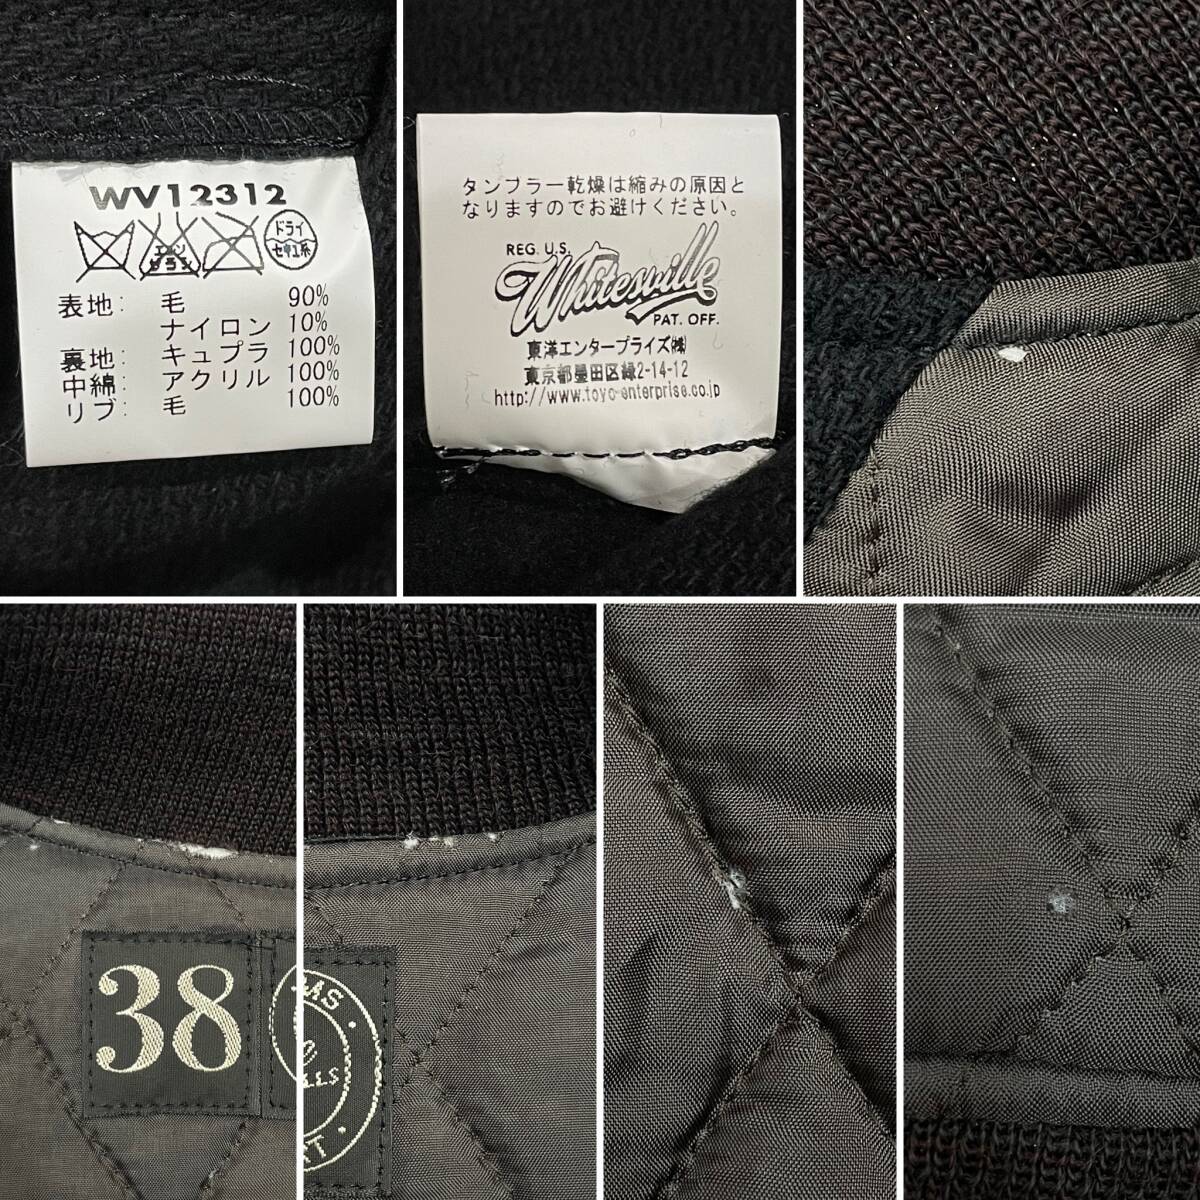 WV12312
エンソ
サラシ
ドライ
セキユ系
表地: 毛 90%
ナイロン 10%
裏地: キュプラ 100%
中綿: アクリル 100%
リブ: 毛 100%
タンブラー乾燥は縮みの原因と
なりますのでお避けください。
REG. U.S.
Whitesville
PAT. OFF.
東洋エンタープライズ㈱
東京都墨田区緑2-14-12
http://www.toyo-enterprise.co.jp
38